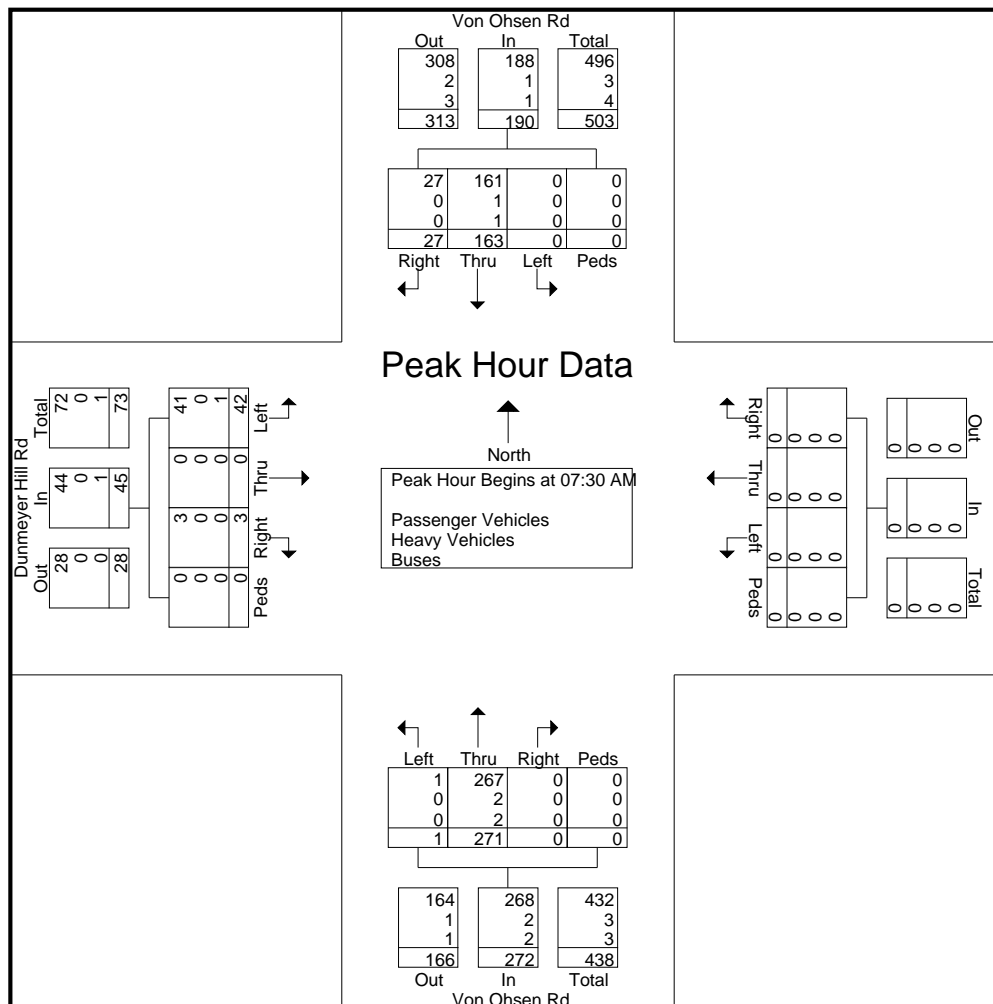 Von Ohsen Rd
Out In Total
308 188 496
2 1 3
3 1 4
313 190 503
27 161 0 0
0 1 0 0
0 1 0 0
27 163 0 0
Right Thru Left Peds
Peak Hour Data
North
Peak Hour Begins at 07:30 AM
Passenger Vehicles
Heavy Vehicles
Buses
Dunmeyer Hill Rd
Out In Total
28 44 72
0 0 0
0 1 1
28 45 73
0 3 0 41
0 0 0 0
0 0 0 1
0 3 0 42
Peds Right Thru Left
Out In Total
0 0 0
0 0 0
0 0 0
0 0 0
0 0 0 0
0 0 0 0
0 0 0 0
0 0 0 0
Right Thru Left Peds
Left Thru Right Peds
1 267 0 0
0 2 0 0
0 2 0 0
1 271 0 0
164 268 432
1 2 3
1 2 3
166 272 438
Out In Total
Von Ohsen Rd